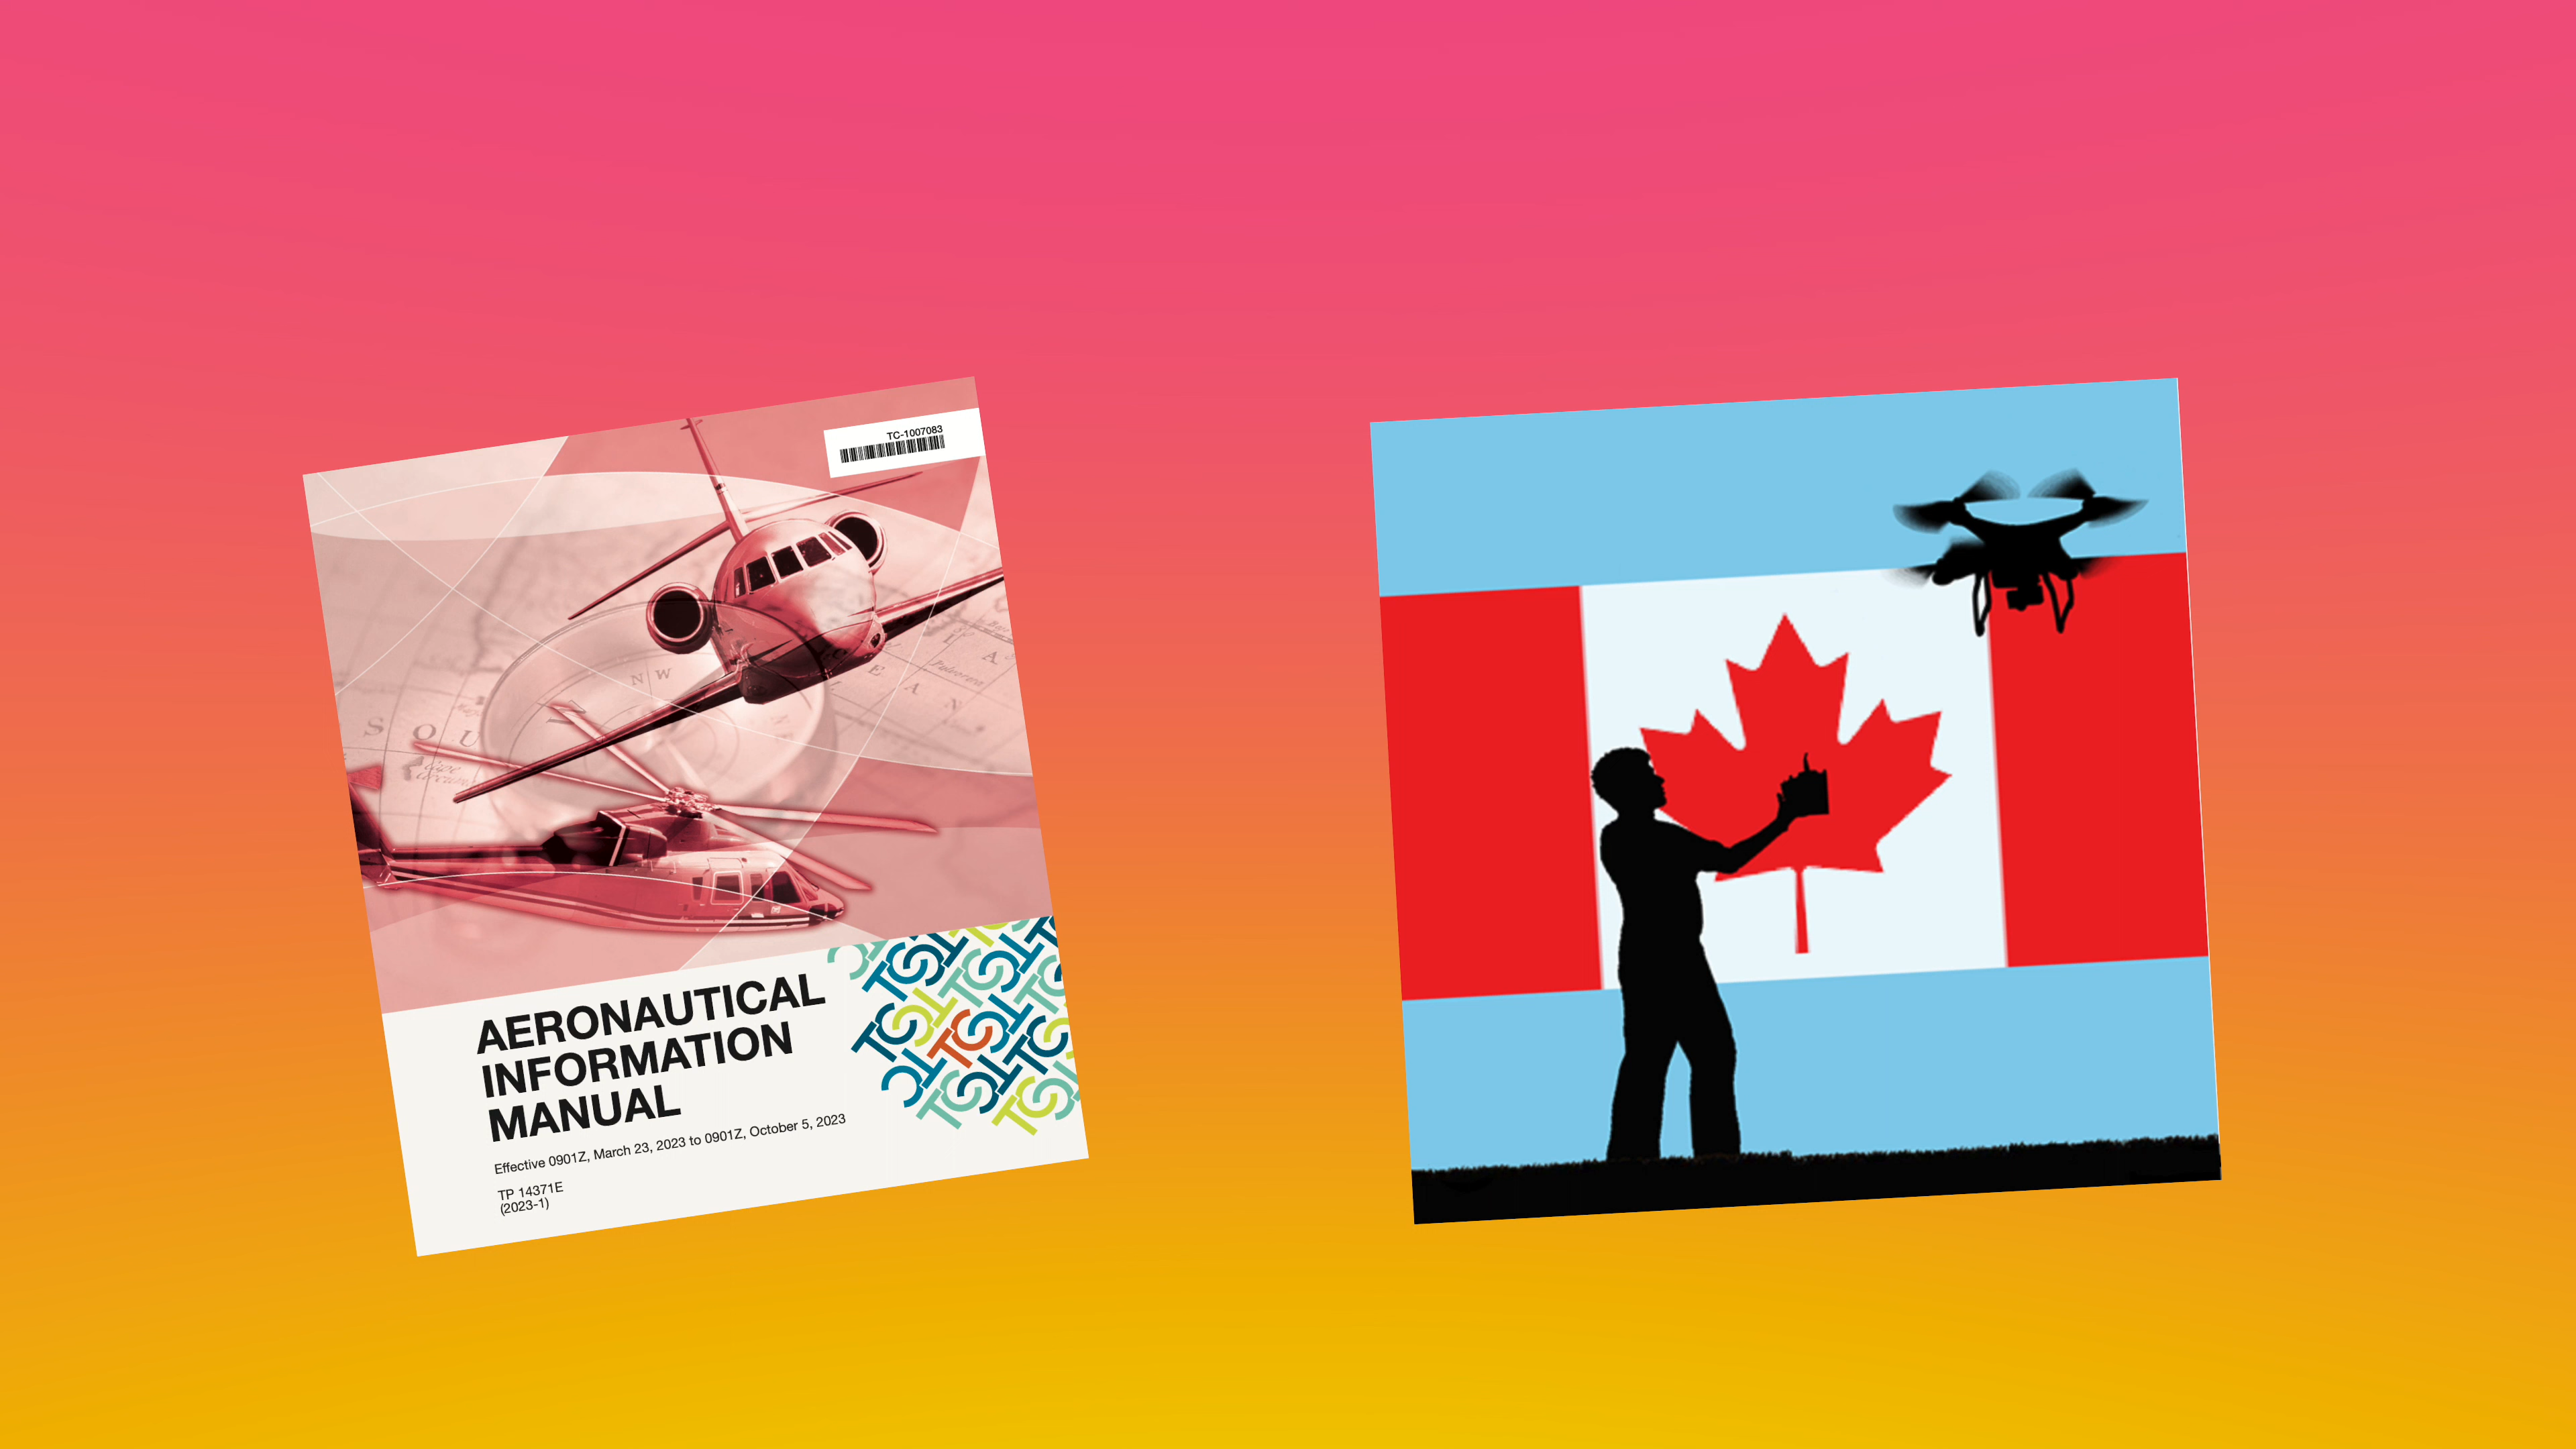 TC-1007083
N W
S O U
AERONAUTICAL
INFORMATION
MANUAL
Effective 0901Z, March 23, 2023 to 0901Z, October 5, 2023
TP 14371E
(2023-1)